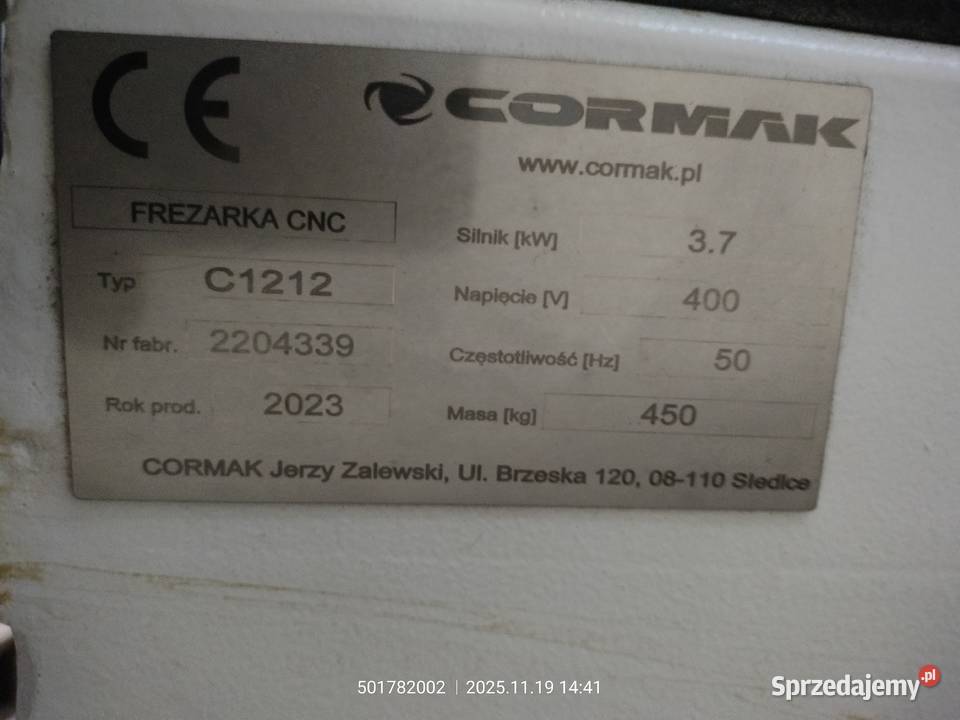 CE
CORMAK
www.cormak.pl
FREZARKA CNC
Typ C1212
Nr fabr. 2204339
Rok prod. 2023
Silnik [kW] 3.7
Napięcie [V] 400
Częstotliwość [Hz] 50
Masa [kg] 450
CORMAK Jerzy Zalewski, Ul. Brzeska 120, 08-110 Siedlce
501782002 | 2025.11.19 14:41
Sprzedajemy.pl